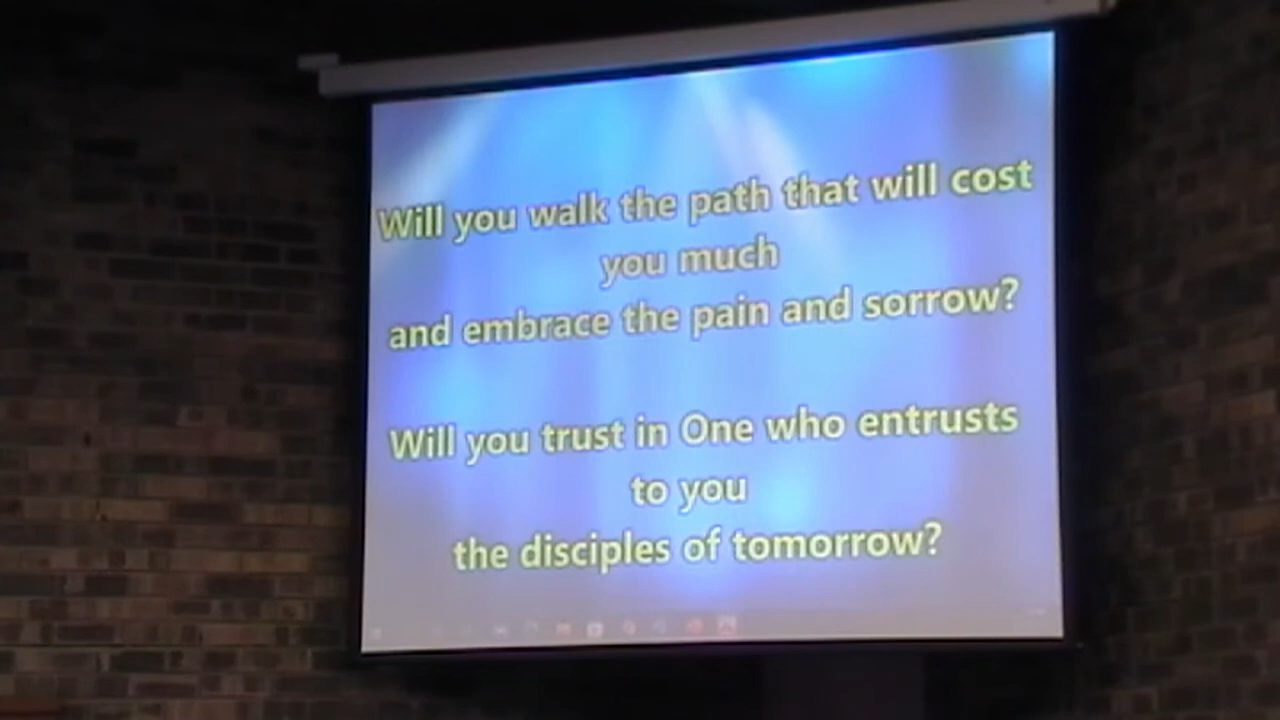 Will you walk the path that will cost
you much
and embrace the pain and sorrow?
Will you trust in One who entrusts
to you
the disciples of tomorrow?